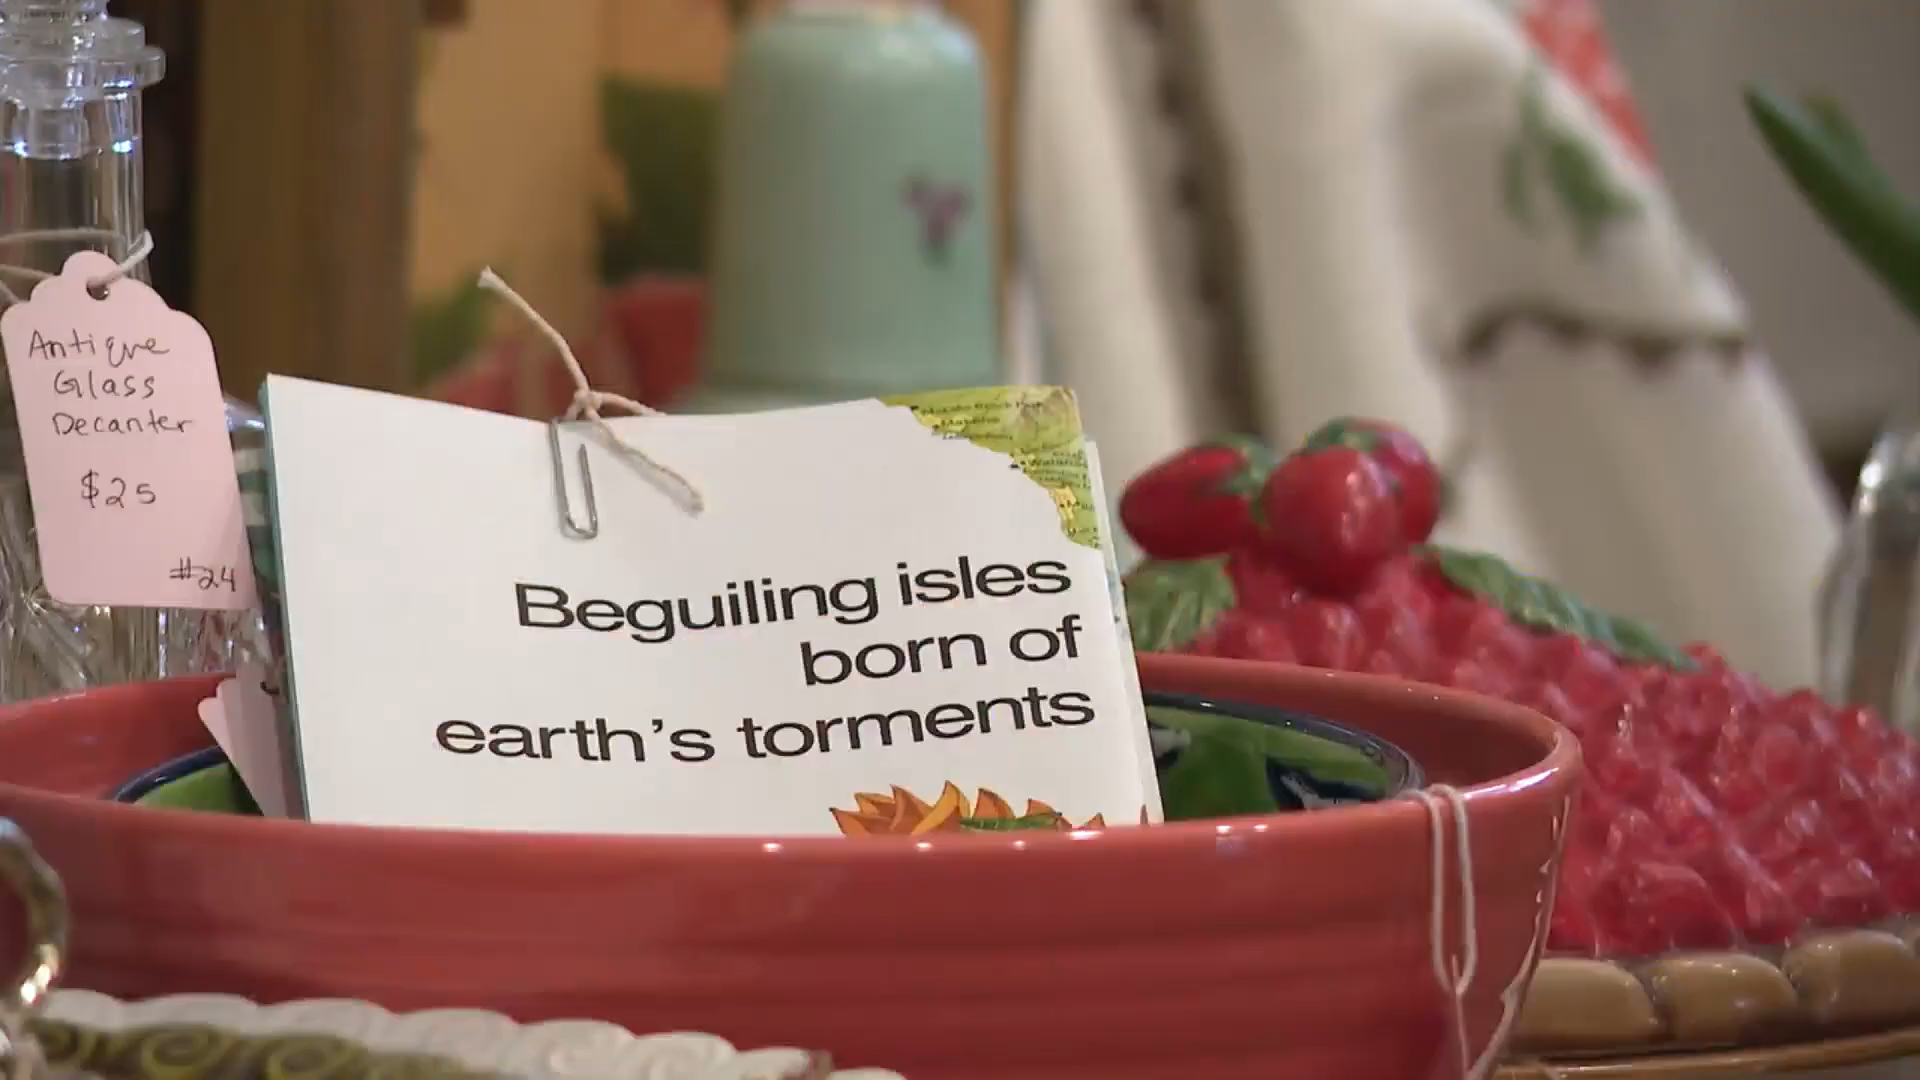 Antique
Glass
Decanter
$25
#24
Beguiling isles
born of
earth's torments